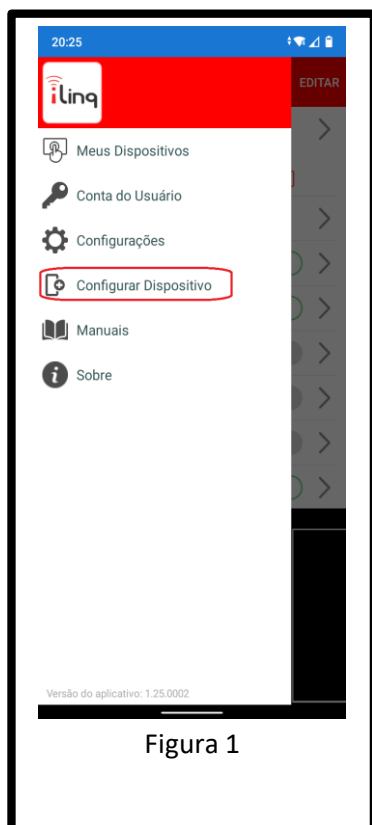 20:25
iLinq
EDITAR
Meus Dispositivos
Conta do Usuário
Configurações
Configurar Dispositivo
Manuais
Sobre
Versão do aplicativo: 1.25.0002
Figura 1